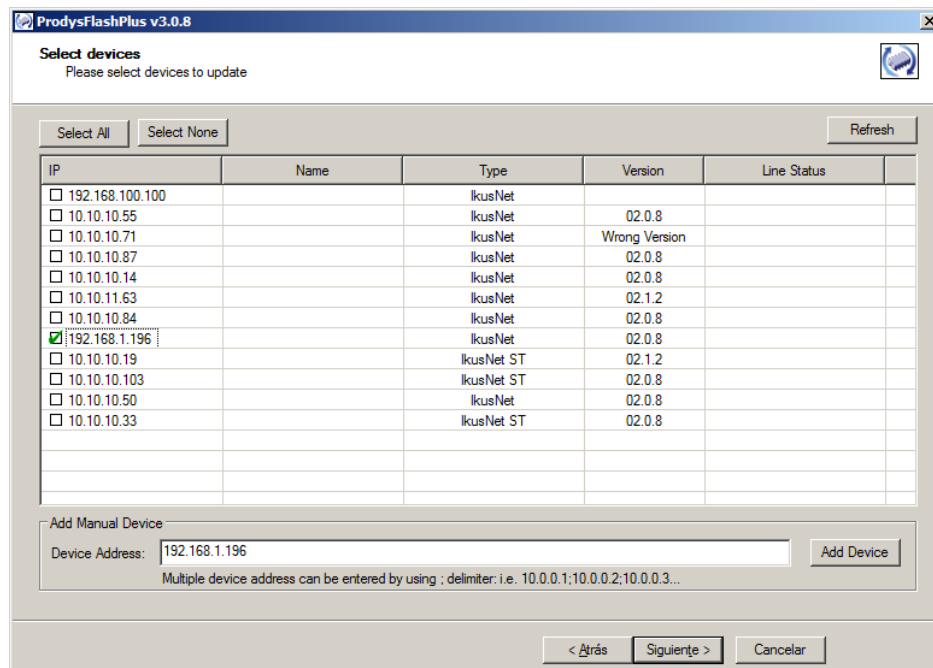 ProdysFlashPlus v3.0.8
Select devices
Please select devices to update
Select All Select None Refresh
IP Name Type Version Line Status
192.168.100.100 IkusNet
10.10.10.55 IkusNet 02.0.8
10.10.10.71 IkusNet Wrong Version
10.10.10.87 IkusNet 02.0.8
10.10.10.14 IkusNet 02.0.8
10.10.11.63 IkusNet 02.1.2
10.10.10.84 IkusNet 02.0.8
192.168.1.196 IkusNet 02.0.8
10.10.10.19 IkusNet ST 02.1.2
10.10.10.103 IkusNet ST 02.0.8
10.10.10.50 IkusNet 02.0.8
10.10.10.33 IkusNet ST 02.0.8
Add Manual Device
Device Address: 192.168.1.196 Add Device
Multiple device address can be entered by using ; delimiter: i.e. 10.0.0.1;10.0.0.2;10.0.0.3...
< Atrás Siguiente > Cancelar